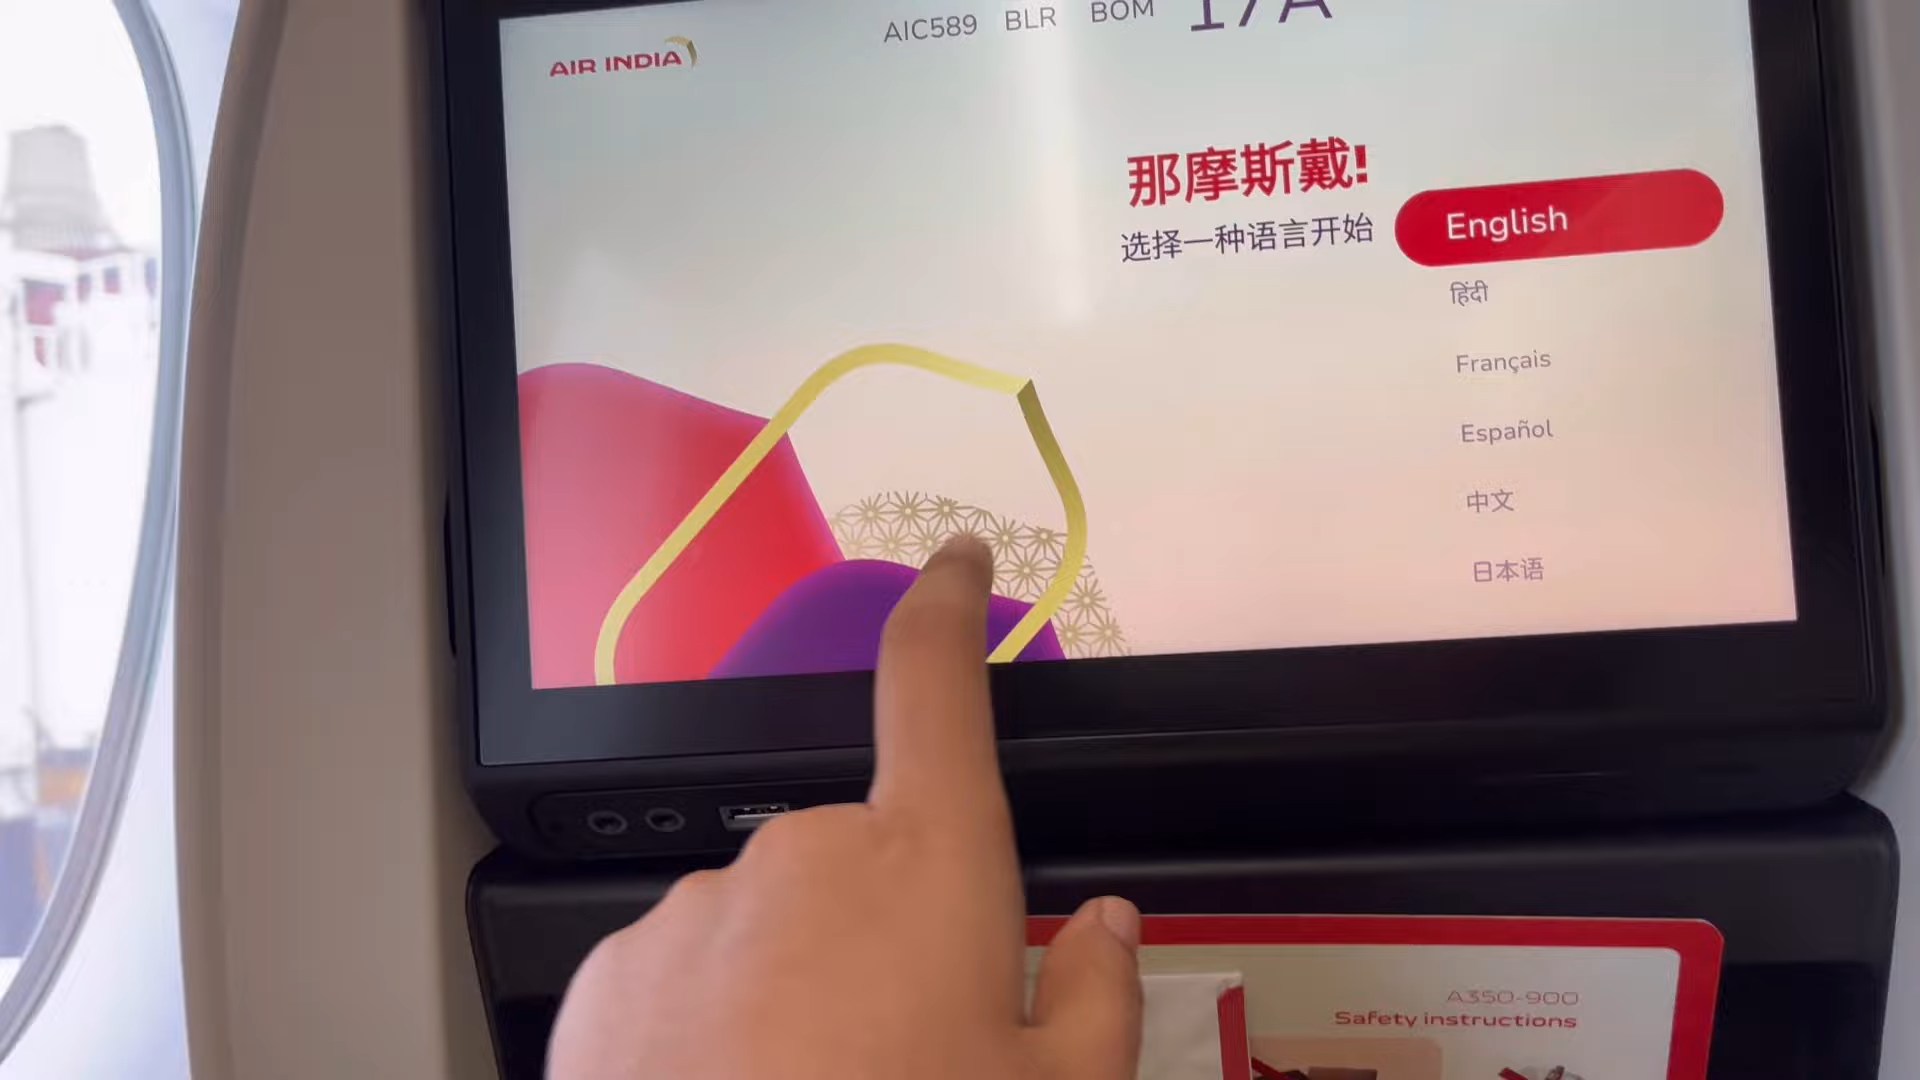 AIR INDIA
AIC589 BLR BOM 17A
那摩斯戴!
选择一种语言开始
English
हिंदी
Français
Español
中文
日本语
A350-900
Safety instructions